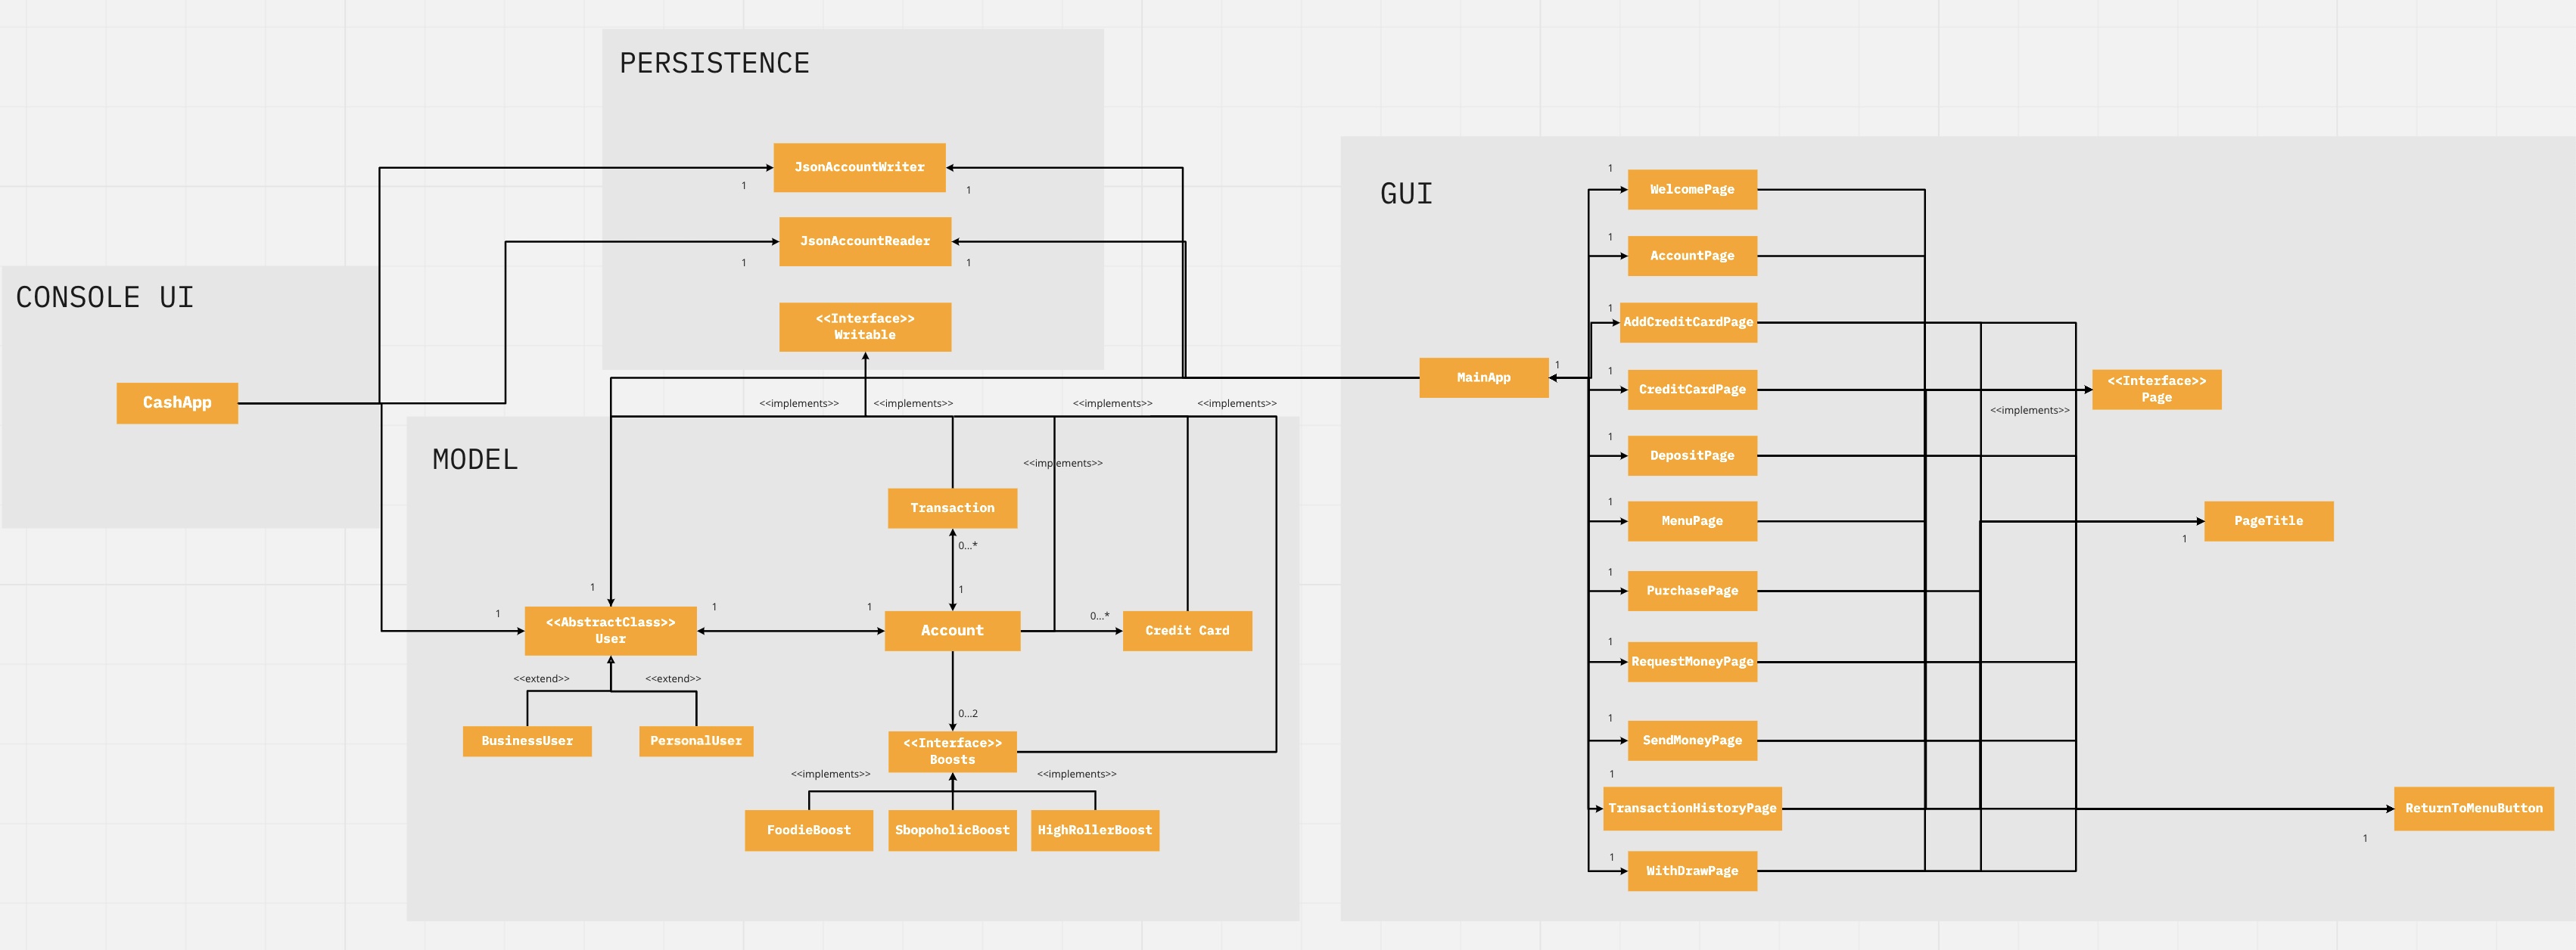 PERSISTENCE
JsonAccountWriter
1
1
JsonAccountReader
1
1
<<Interface>>
Writable
CONSOLE UI
CashApp
<<implements>>
<<implements>>
<<implements>>
<<implements>>
MODEL
<<implements>>
Transaction
0...*
1
1
1
<<AbstractClass>>
User
1
1
Account
0...*
Credit Card
<<extend>>
<<extend>>
BusinessUser
PersonalUser
0...2
<<Interface>>
Boosts
<<implements>>
<<implements>>
FoodieBoost
SbopoholicBoost
HighRollerBoost
GUI
MainApp
1
1
WelcomePage
1
AccountPage
1
AddCreditCardPage
1
CreditCardPage
1
DepositPage
1
MenuPage
1
PurchasePage
1
RequestMoneyPage
1
SendMoneyPage
1
TransactionHistoryPage
1
WithDrawPage
<<Interface>>
Page
<<implements>>
PageTitle
1
ReturnToMenuButton
1